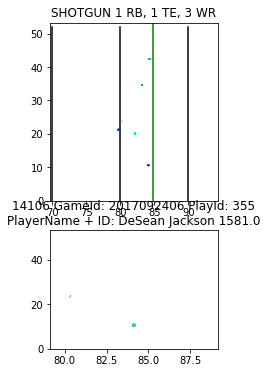 SHOTGUN 1 RB, 1 TE, 3 WR
50
40
30
20
10
0
70 75 80 85 90
14106 GameId: 2017092406 PlayId: 355
PlayerName + ID: DeSean Jackson 1581.0
40
20
0
80.0 82.5 85.0 87.5